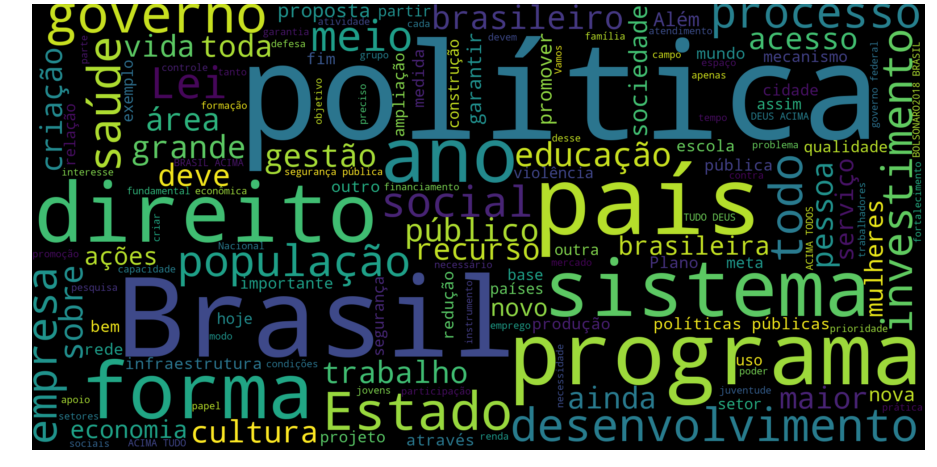 governo
proposta
partir
atividade
cada
garantia
parte
defesa
brasileiro
família
atendimento
devem
Vamos
Além
processo
vida
toda
fim
meio
tanto
grupo
controle
campo
apenas
espaço
mundo
acesso
mecanismo
governo federal
BOLSONARO2018 BRASIL
criação
relação
saúde
exemplo
Lei
formação
área
objetivo
preciso
ampliação
medida
construção
garantir
promover
sociedade
cidade
tempo
assim
DEUS ACIMA
política
grande
BRASIL ACIMA
interesse
deve
gestão
segurança pública
ano
educação
desse
escola
problema
qualidade
violência
pública
contra
investimento
fortalecimento
fundamental
econômica
outro
financiamento
social
país
TUDO DEUS
todo
ACIMA TODOS
pessoa
serviço
trabalhadores
mulheres
direito
criar
público
recurso
outra
brasileira
ações
Nacional
promoção
capacidade
população
importante
necessário
mercado
Plano
meta
empresa
sobre
pesquisa
Brasil
segurança
redução
base
países
novo
instrumento
sistema
bem
hoje
rede
modo
emprego
produção
políticas públicas
prioridade
infraestrutura
condições
trabalho
programa
necessidade
uso
poder
forma
apoio
setores
papel
jovens
participação
Estado
ainda
setor
juventude
maior
nova
prática
economia
sociais
ACIMA TUDO
cultura
projeto
através
renda
desenvolvimento